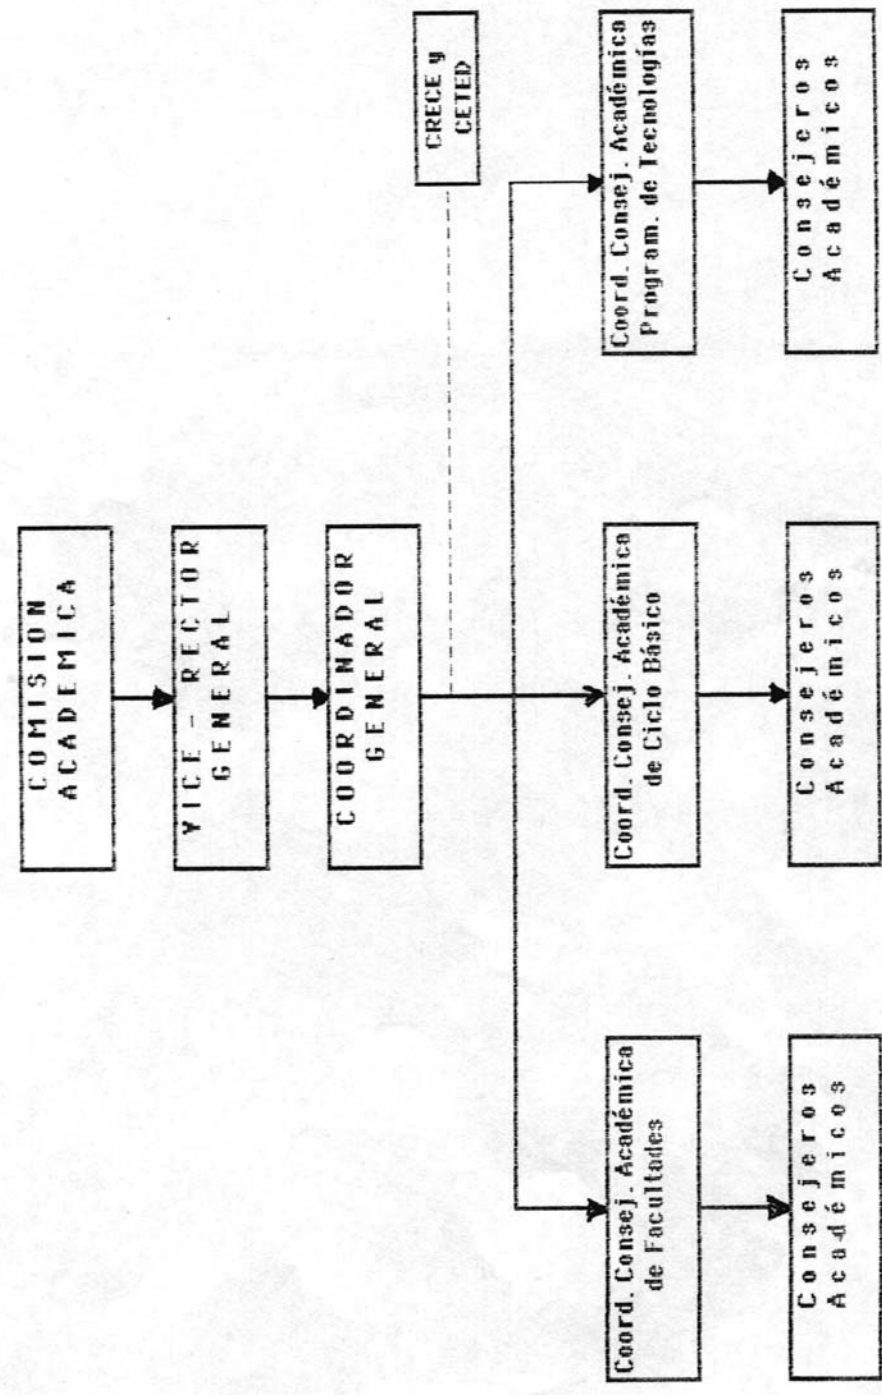 COMISION
ACADEMICA
VICE - RECTOR
GENERAL
COORDINADOR
GENERAL
CRECE y
CETED
Coord. Consej. Académica
de Facultades
Coord. Consej. Académica
de Ciclo Básico
Coord. Consej. Académica
Program. de Tecnologías
Consejeros
Académicos
Consejeros
Académicos
Consejeros
Académicos